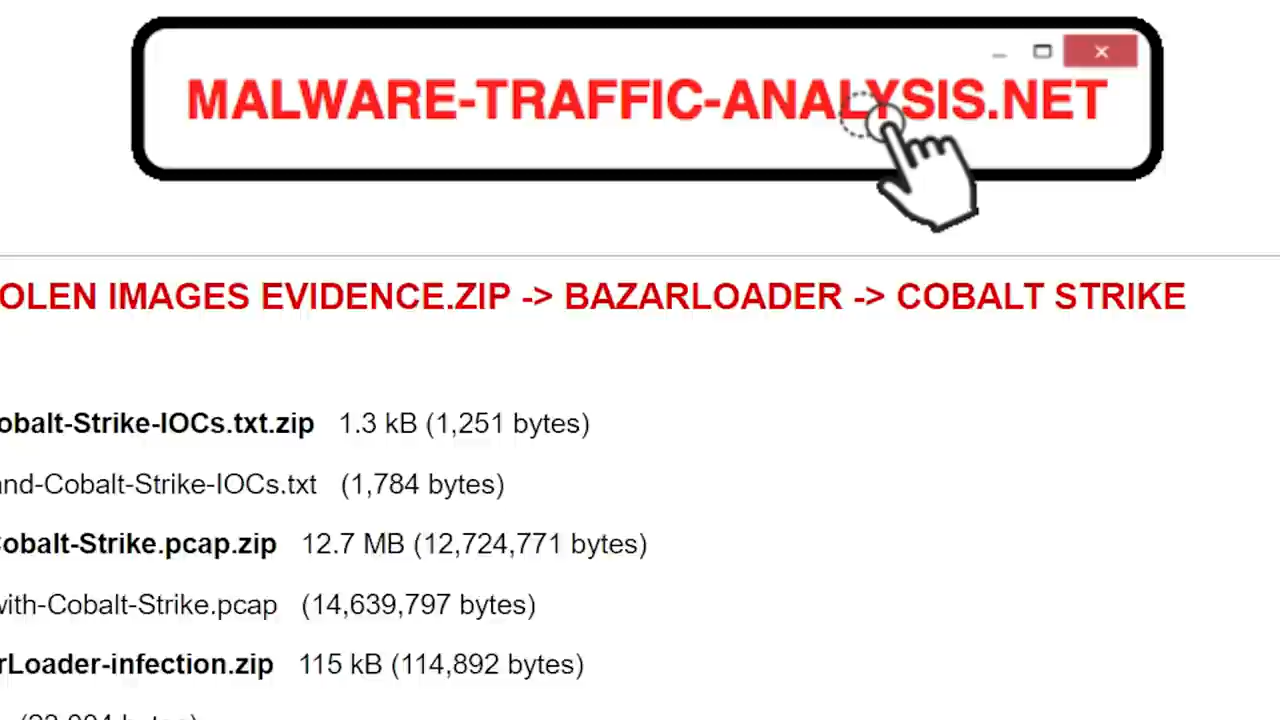 MALWARE-TRAFFIC-ANALYSIS.NET
OLEN IMAGES EVIDENCE.ZIP -> BAZARLOADER -> COBALT STRIKE
obalt-Strike-IOCs.txt.zip 1.3 kB (1,251 bytes)
and-Cobalt-Strike-IOCs.txt (1,784 bytes)
Cobalt-Strike.pcap.zip 12.7 MB (12,724,771 bytes)
with-Cobalt-Strike.pcap (14,639,797 bytes)
rLoader-infection.zip 115 kB (114,892 bytes)